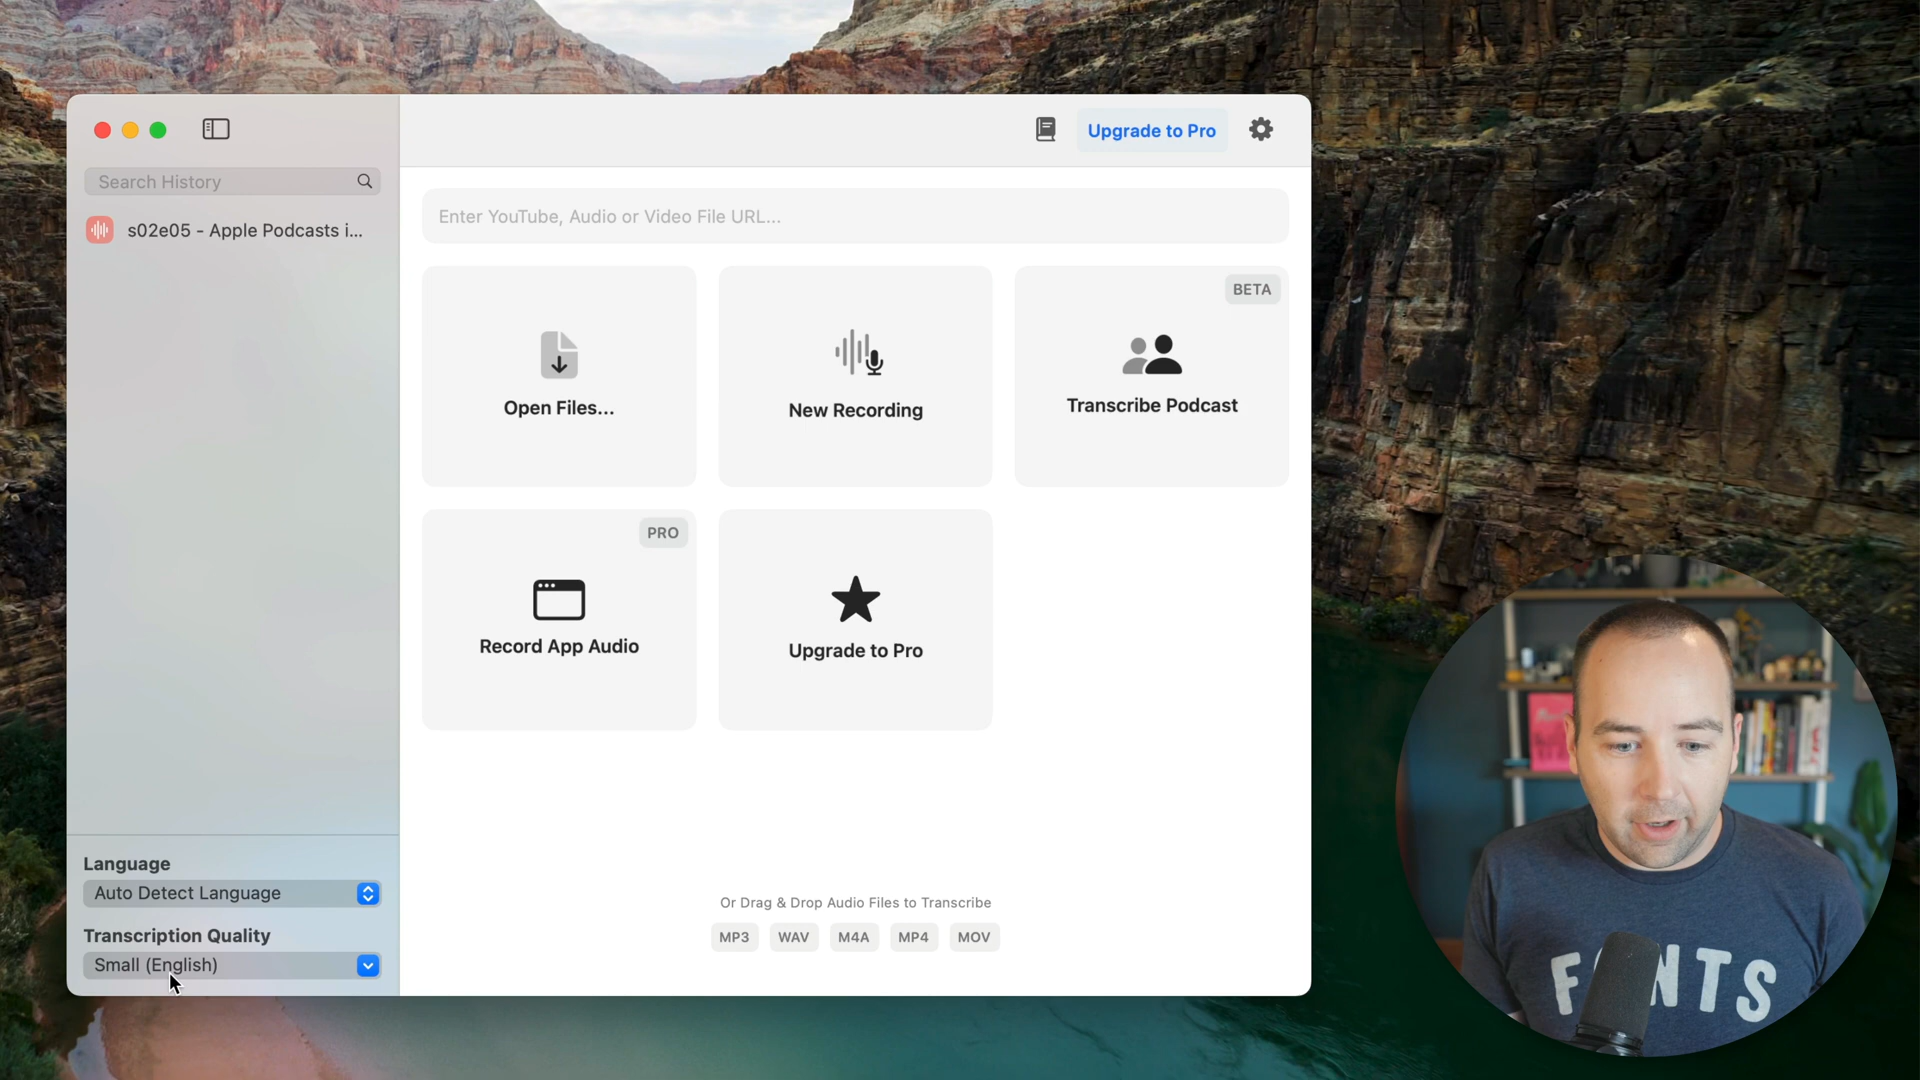 Upgrade to Pro
Search History
s02e05 - Apple Podcasts i...
Enter YouTube, Audio or Video File URL...
Open Files...
New Recording
BETA
Transcribe Podcast
PRO
Record App Audio
Upgrade to Pro
Language
Auto Detect Language
Transcription Quality
Small (English)
Or Drag & Drop Audio Files to Transcribe
MP3 WAV M4A MP4 MOV